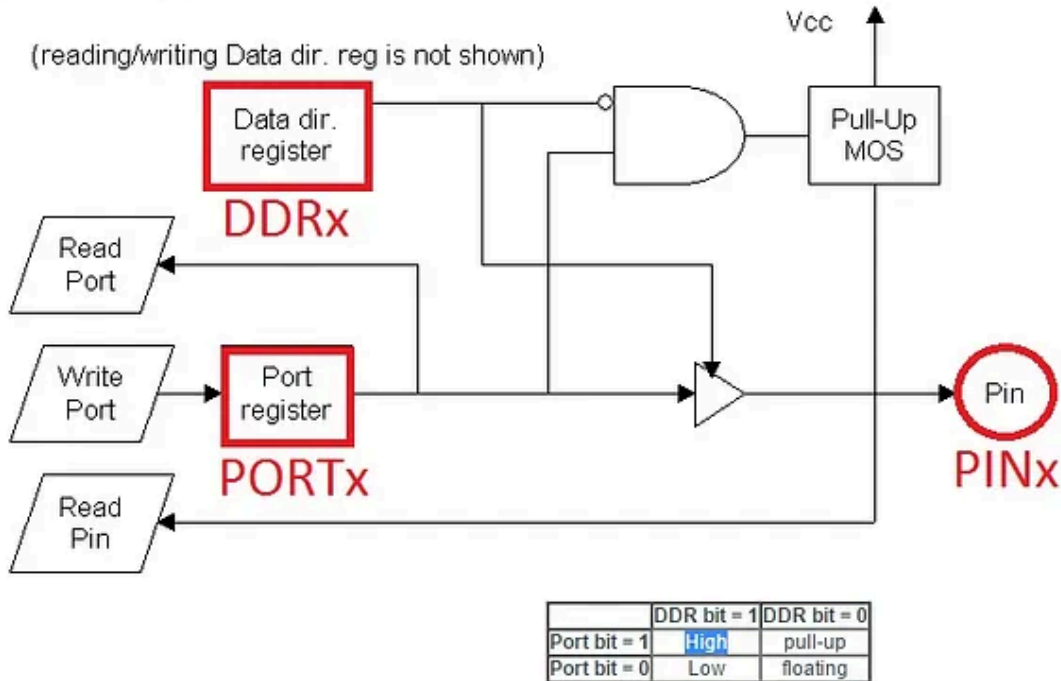 Vcc
(reading/writing Data dir. reg is not shown)
Data dir.
register
Pull-Up
MOS
DDRx
Read
Port
Write
Port
Port
register
Pin
PORTx
PINx
Read
Pin
DDR bit = 1 DDR bit = 0
Port bit = 1 High pull-up
Port bit = 0 Low floating